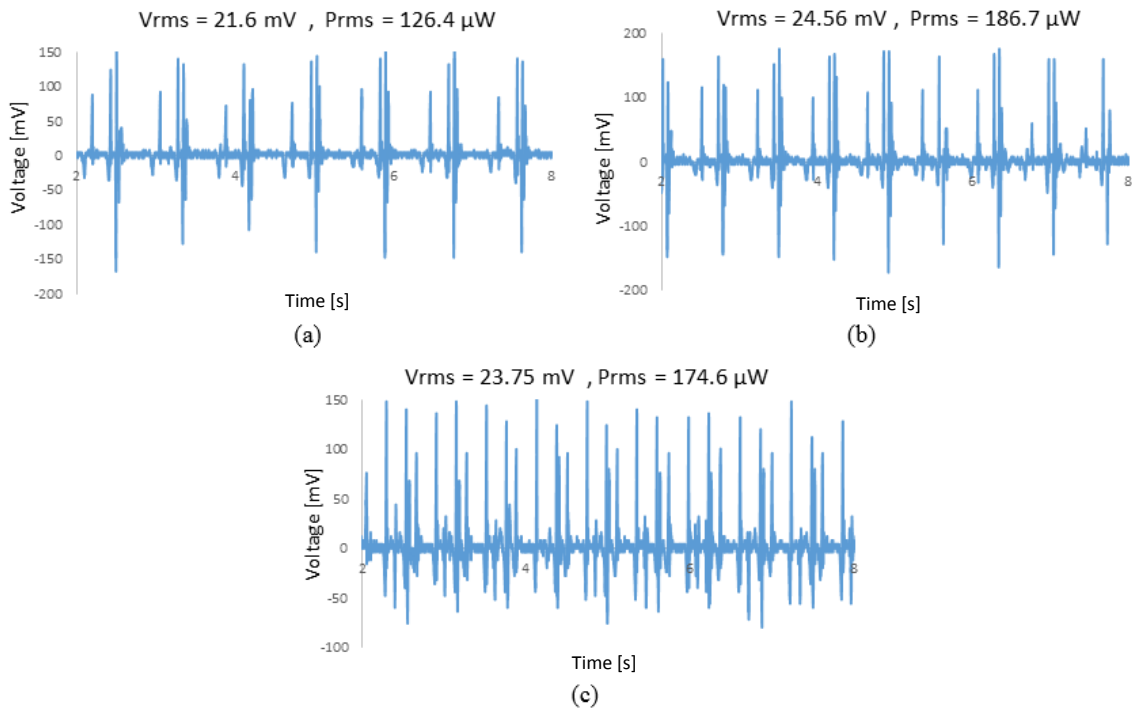 Vrms = 21.6 mV , Prms = 126.4 µW
Voltage [mV]
150
100
50
0
-50
-100
-150
-200
2
4
6
8
Time [s]
(a)
Vrms = 24.56 mV , Prms = 186.7 µW
Voltage [mV]
200
100
0
-100
-200
2
4
6
8
Time [s]
(b)
Vrms = 23.75 mV , Prms = 174.6 µW
Voltage [mV]
150
100
50
0
-50
-100
2
4
6
8
Time [s]
(c)